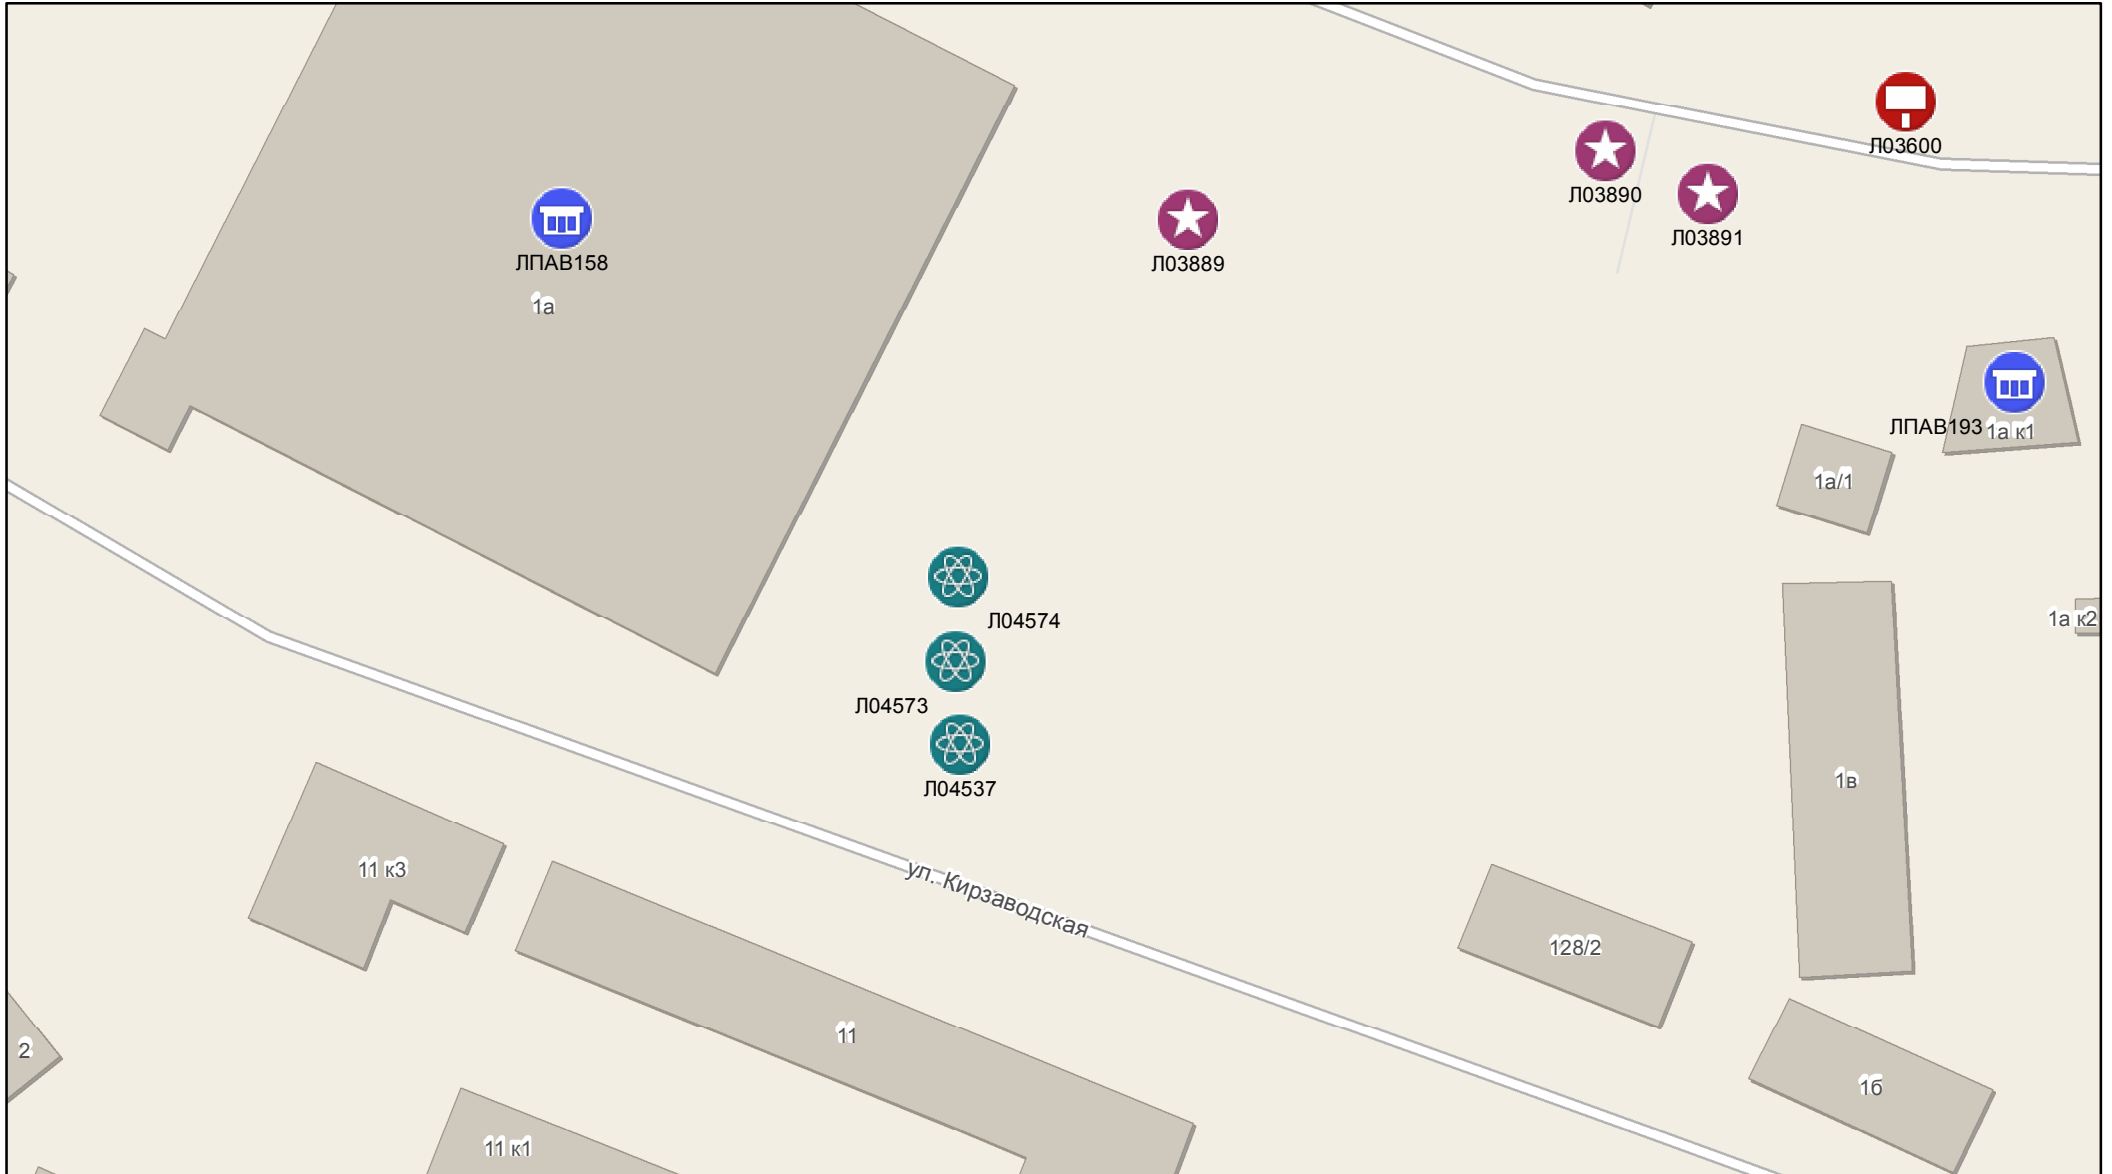 Л03600
Л03890
Л03891
ЛПАВ158
Л03889
1а
ЛПАВ193
1а к1
1а/1
1а к2
Л04574
Л04573
Л04537
1в
11 к3
ул. Кирзаводская
128/2
11
2
1б
11 к1